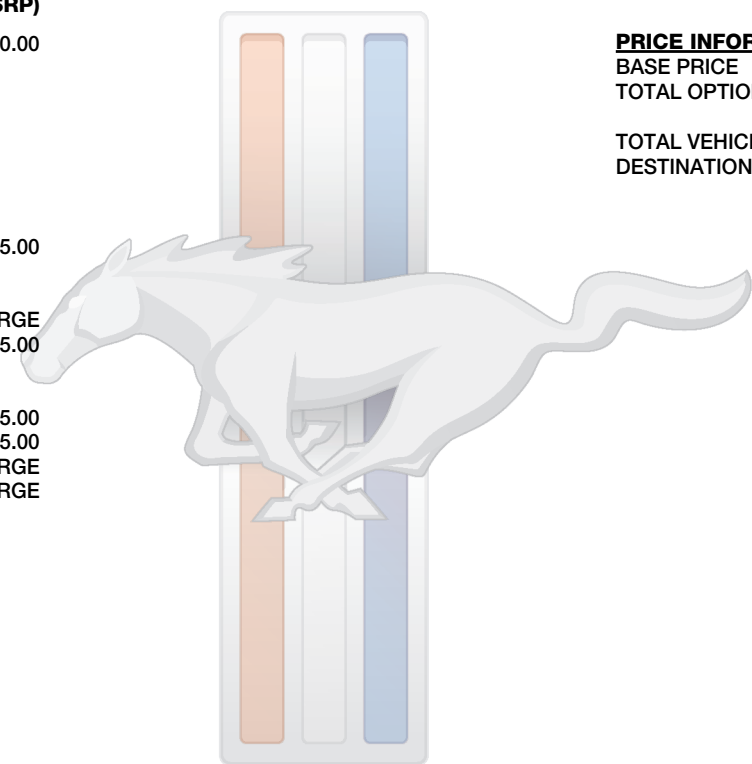 SRP)
0.00
5.00
RGE
5.00
5.00
5.00
RGE
RGE
PRICE INFOR
BASE PRICE
TOTAL OPTIO
TOTAL VEHIC
DESTINATION